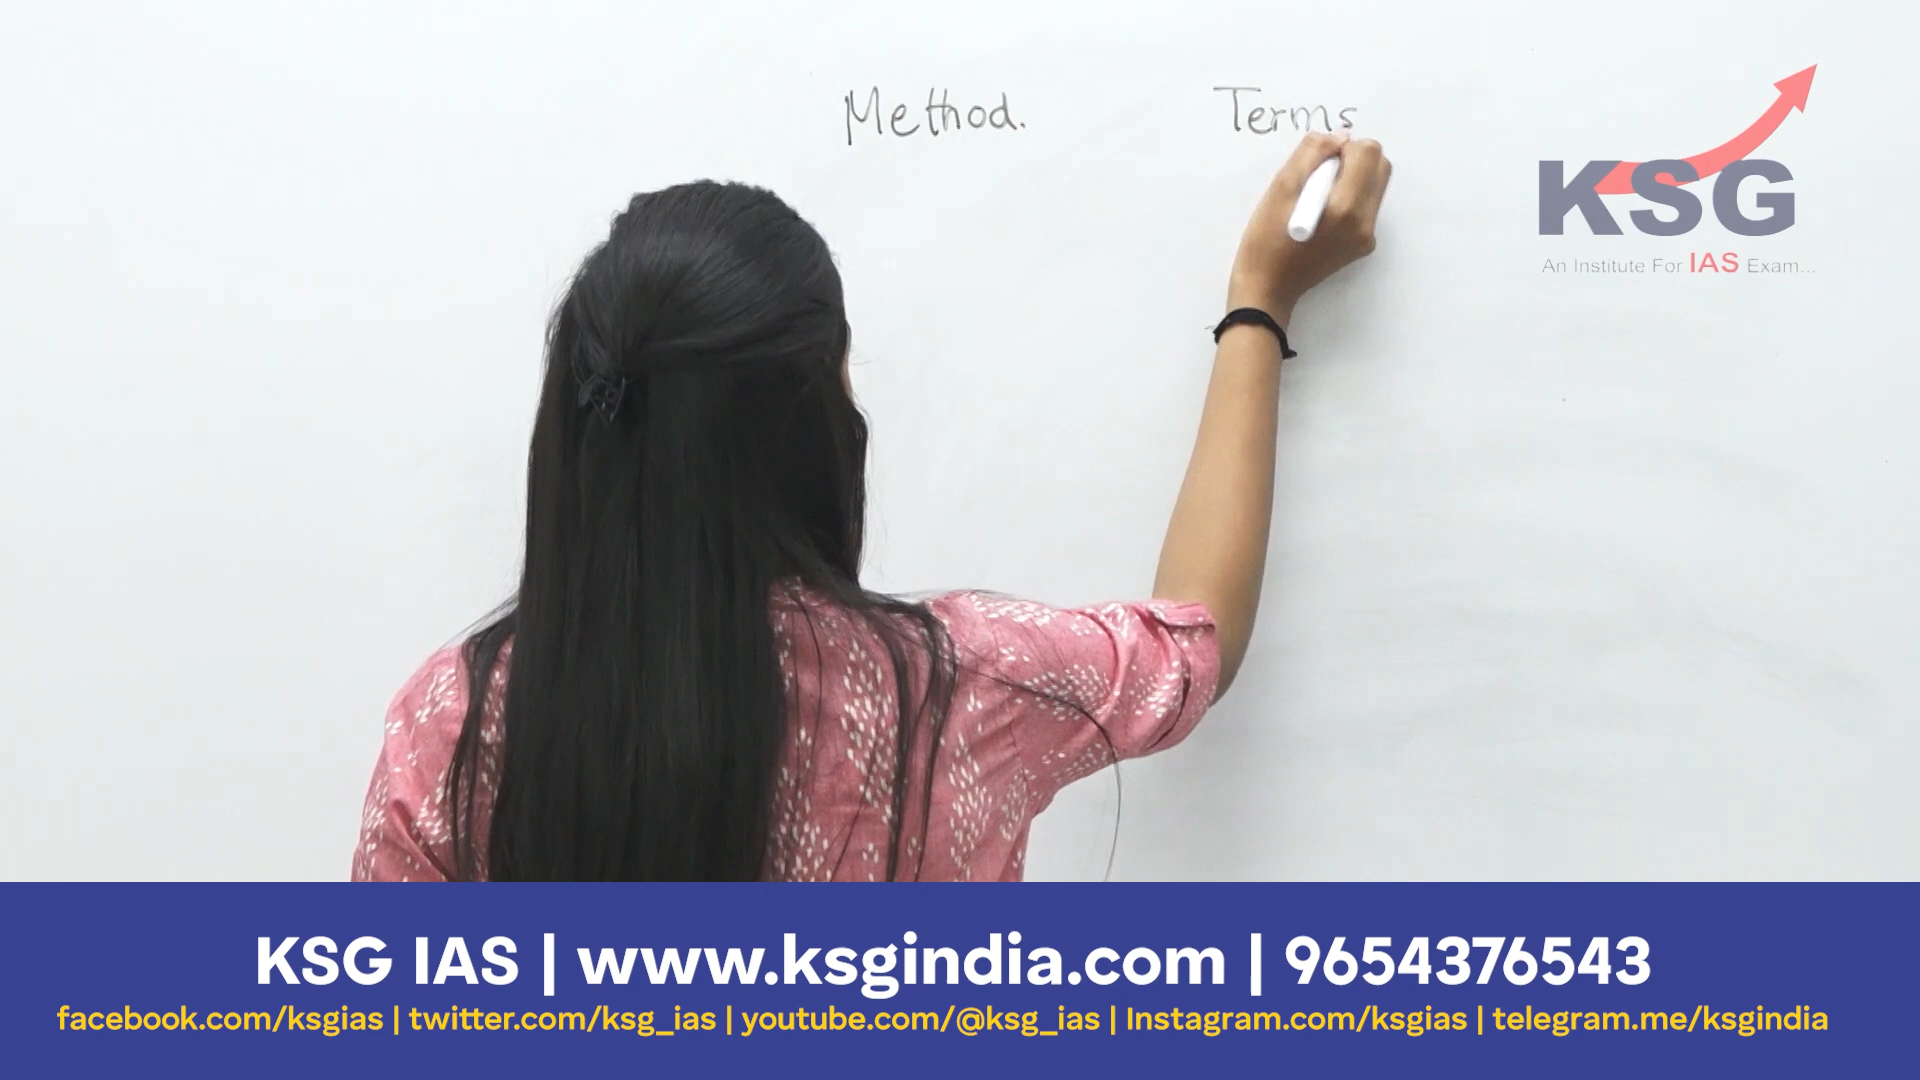 Method. Terms
KSG
An Institute For IAS Exam...
KSG IAS | www.ksgindia.com | 9654376543
facebook.com/ksgias | twitter.com/ksg_ias | youtube.com/@ksg_ias | Instagram.com/ksgias | telegram.me/ksgindia